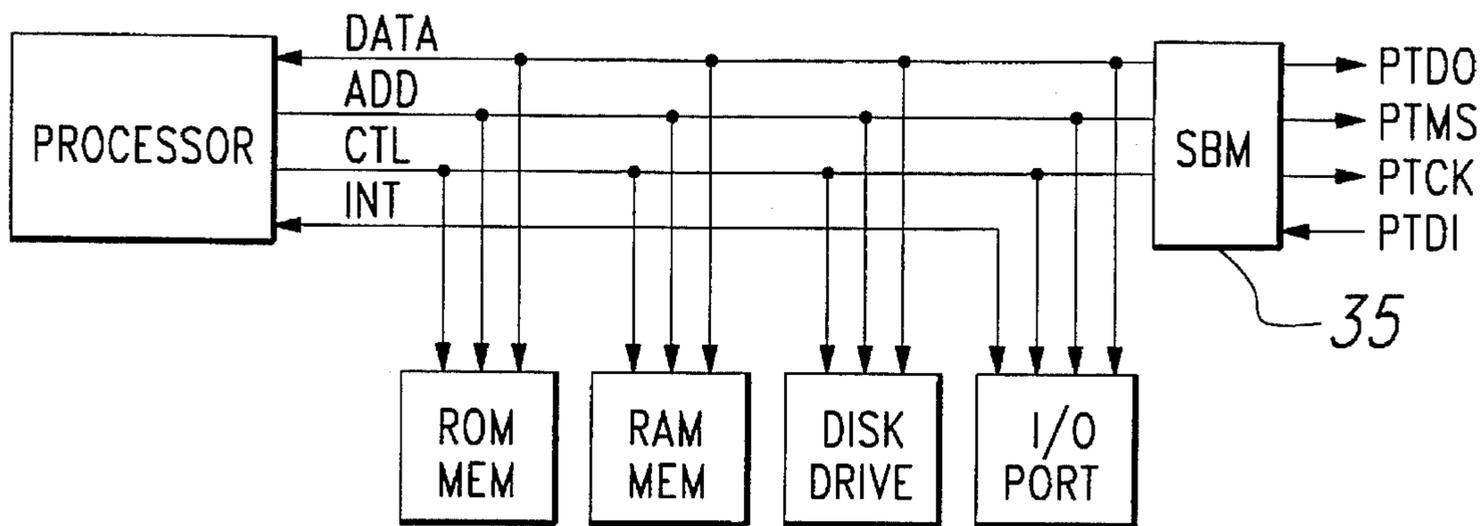 DATA
ADD
CTL
INT
PROCESSOR
SBM
PTDO
PTMS
PTCK
PTDI
35
ROM
MEM
RAM
MEM
DISK
DRIVE
I/O
PORT